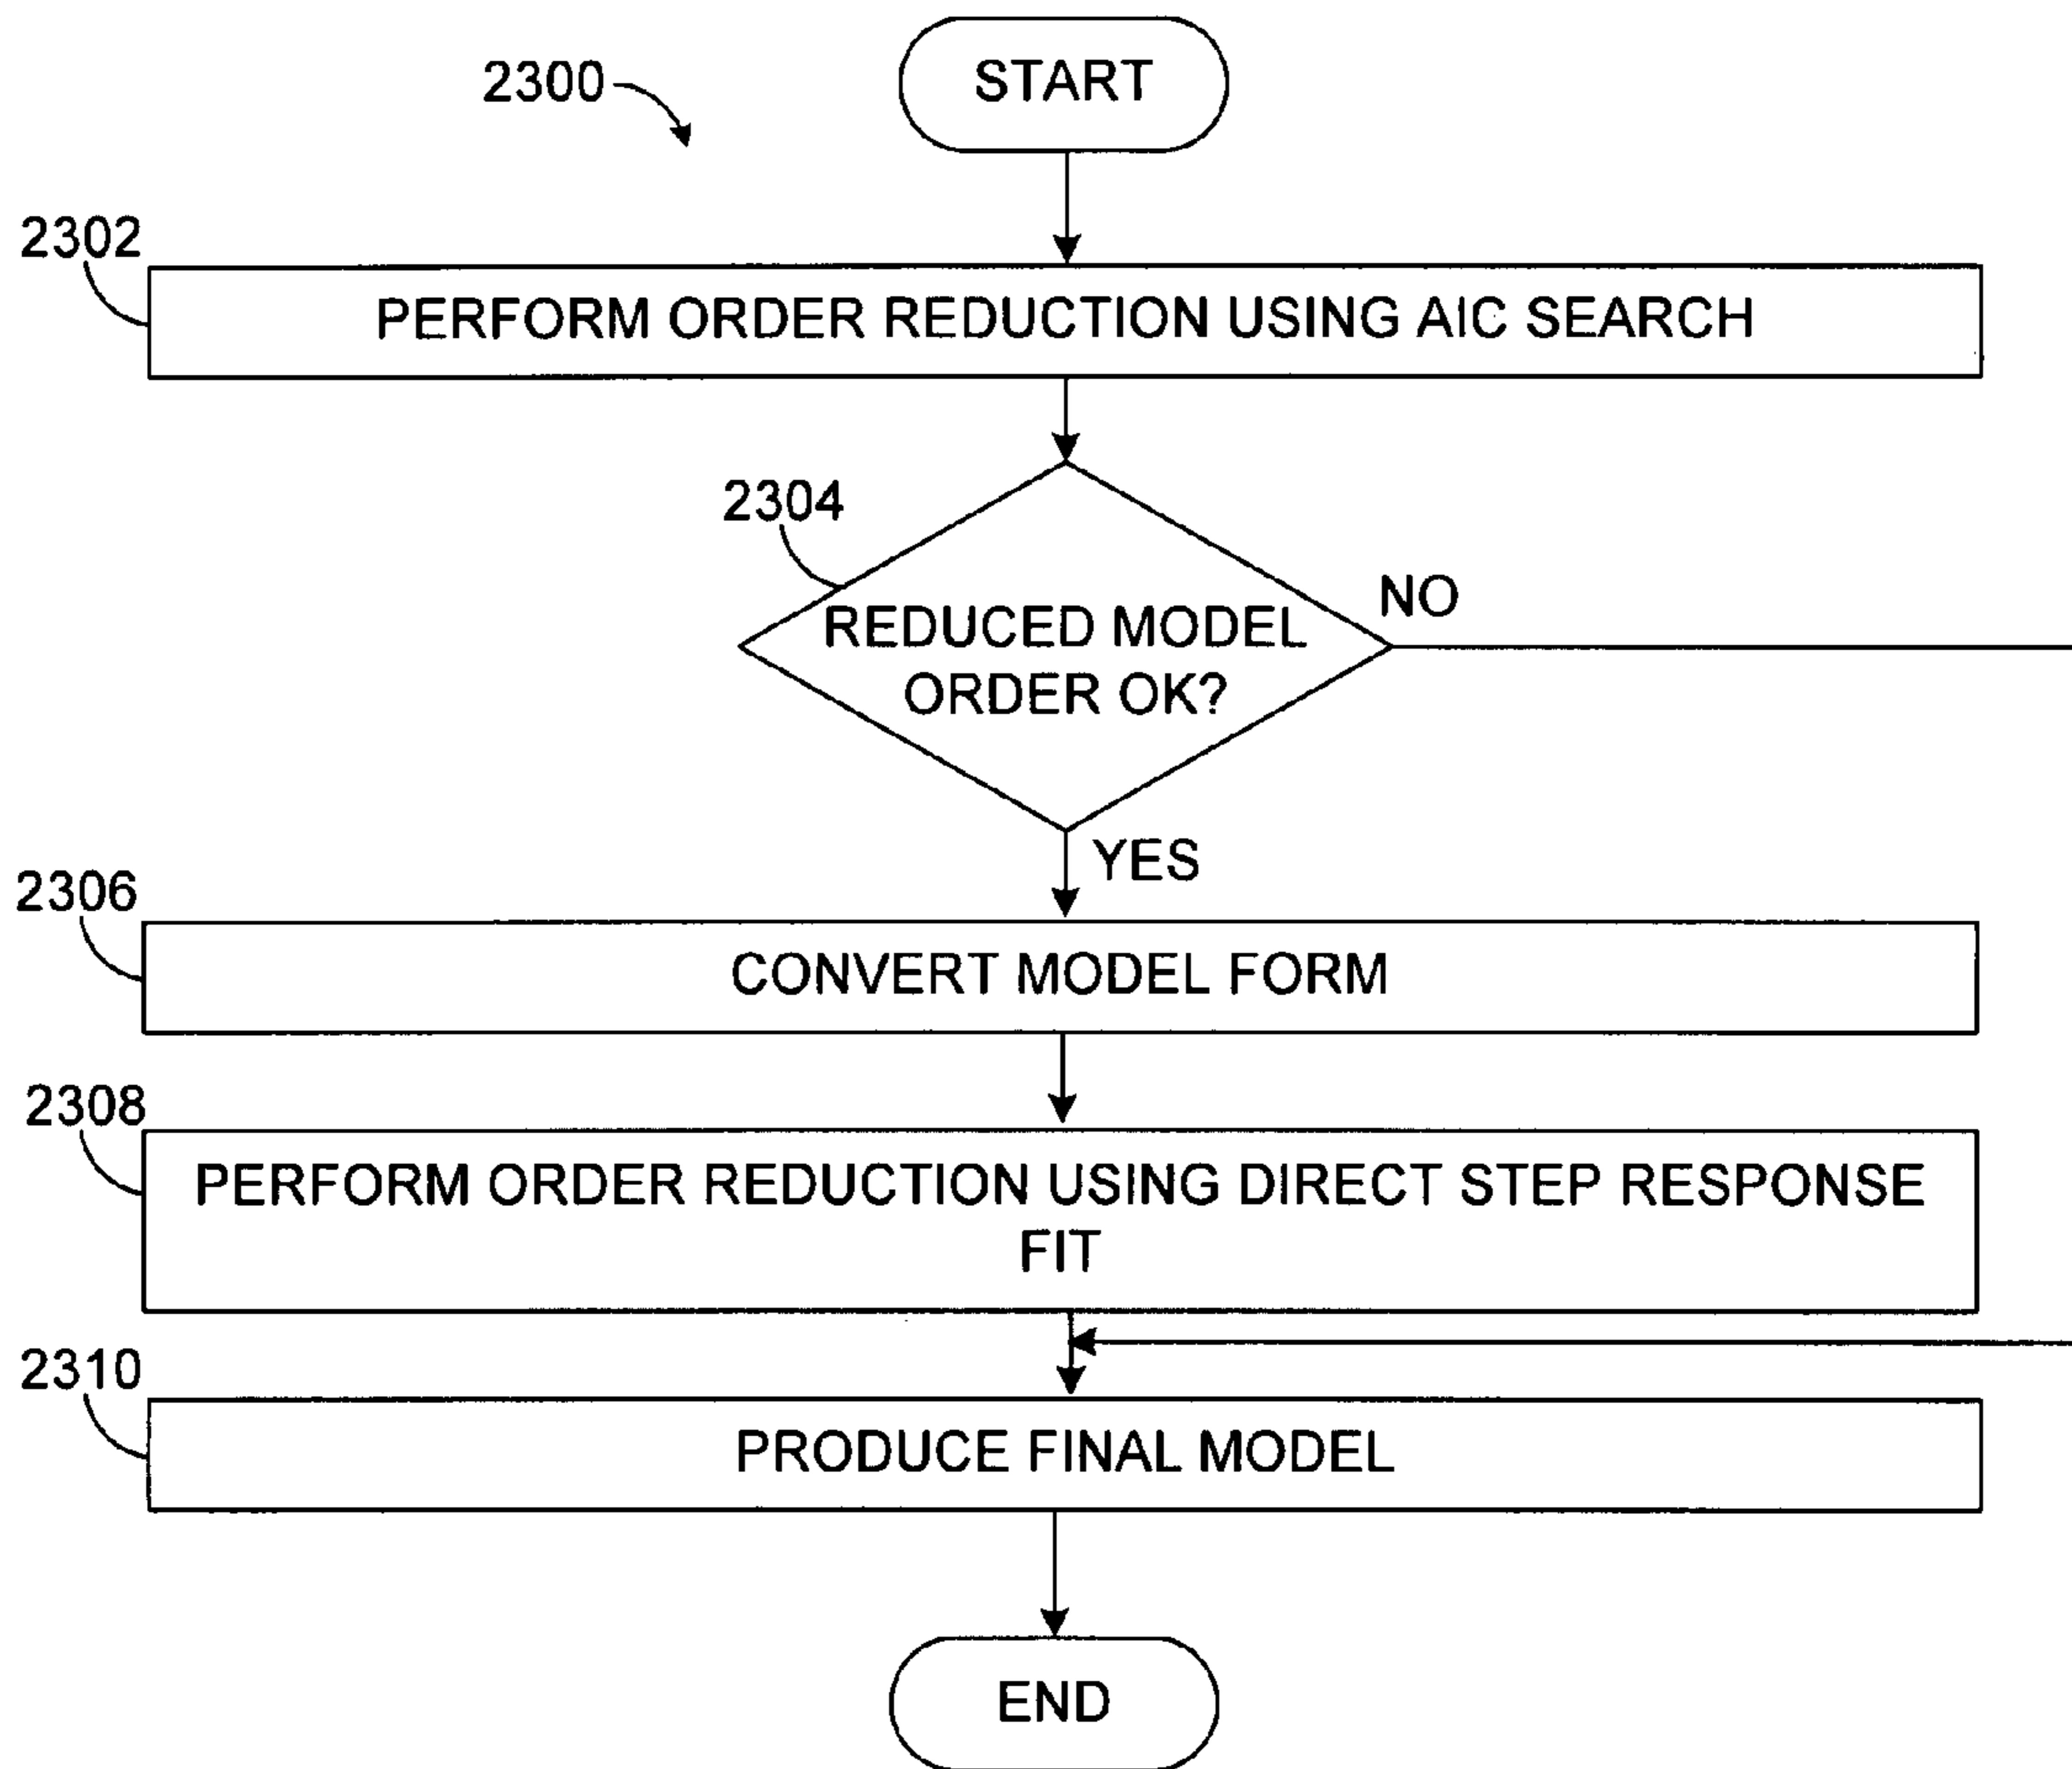 START
2300
2302
PERFORM ORDER REDUCTION USING AIC SEARCH
2304
REDUCED MODEL
ORDER OK?
NO
YES
2306
CONVERT MODEL FORM
2308
PERFORM ORDER REDUCTION USING DIRECT STEP RESPONSE
FIT
2310
PRODUCE FINAL MODEL
END